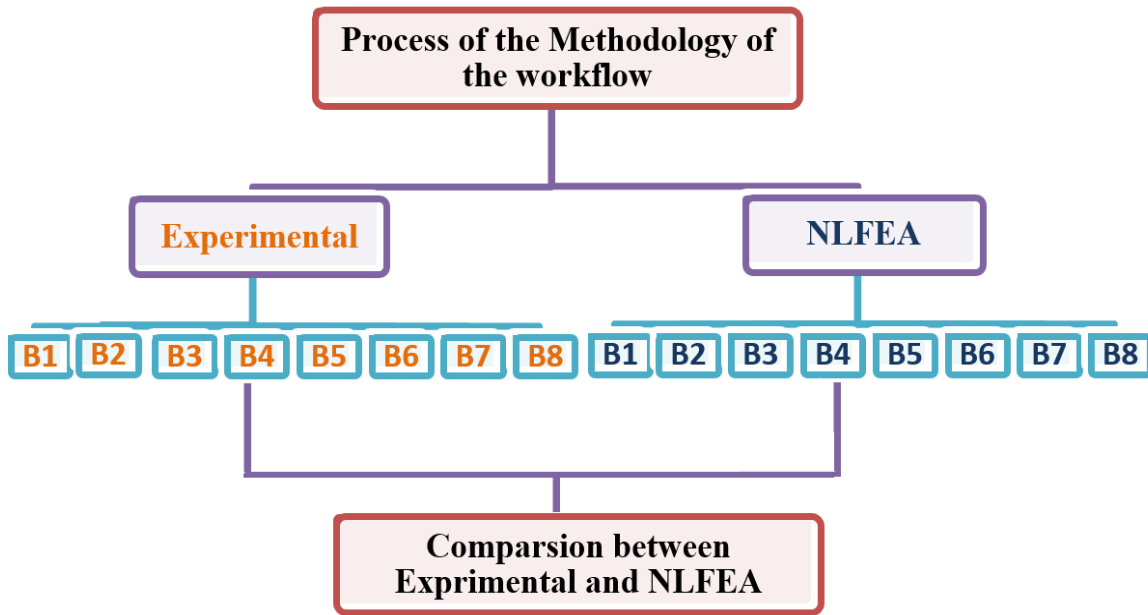 Process of the Methodology of
the workflow
Experimental
NLFEA
B1 B2 B3 B4 B5 B6 B7 B8
B1 B2 B3 B4 B5 B6 B7 B8
Comparsion between
Exprimental and NLFEA